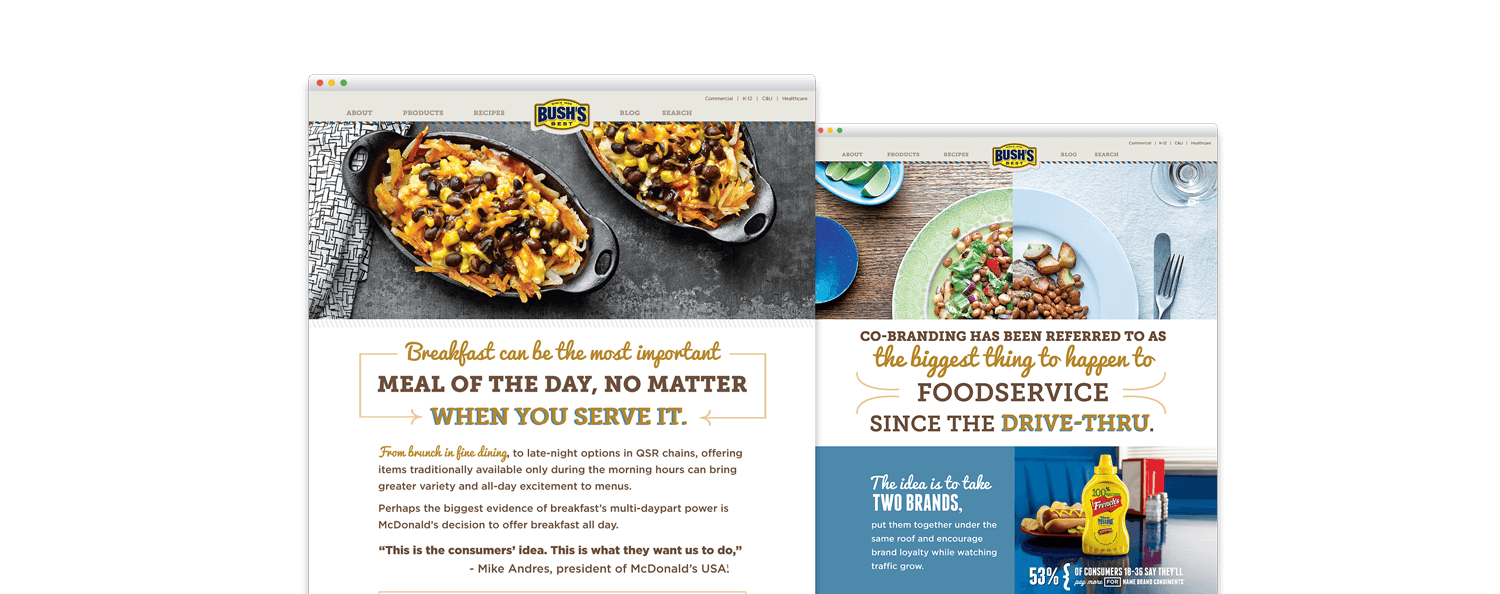 Commercial | K-12 | C&U | Healthcare
ABOUT PRODUCTS RECIPES BUSH'S BEST BLOG SEARCH
Breakfast can be the most important
MEAL OF THE DAY, NO MATTER
WHEN YOU SERVE IT.
From brunch in fine dining, to late-night options in QSR chains, offering
items traditionally available only during the morning hours can bring
greater variety and all-day excitement to menus.
Perhaps the biggest evidence of breakfast's multi-daypart power is
McDonald's decision to offer breakfast all day.
“This is the consumers’ idea. This is what they want us to do,”
- Mike Andres, president of McDonald’s USA
Commercial | K-12 | C&U | Healthcare
ABOUT PRODUCTS RECIPES BUSH'S BEST BLOG SEARCH
CO-BRANDING HAS BEEN REFERRED TO AS
the biggest thing to happen to
FOODSERVICE
SINCE THE DRIVE-THRU.
The idea is to take
TWO BRANDS,
put them together under the
same roof and encourage
brand loyalty while watching
traffic grow.
100%
French's
53% OF CONSUMERS 18-36 SAY THEY'LL
pay more FOR NAME BRAND CONDIMENTS